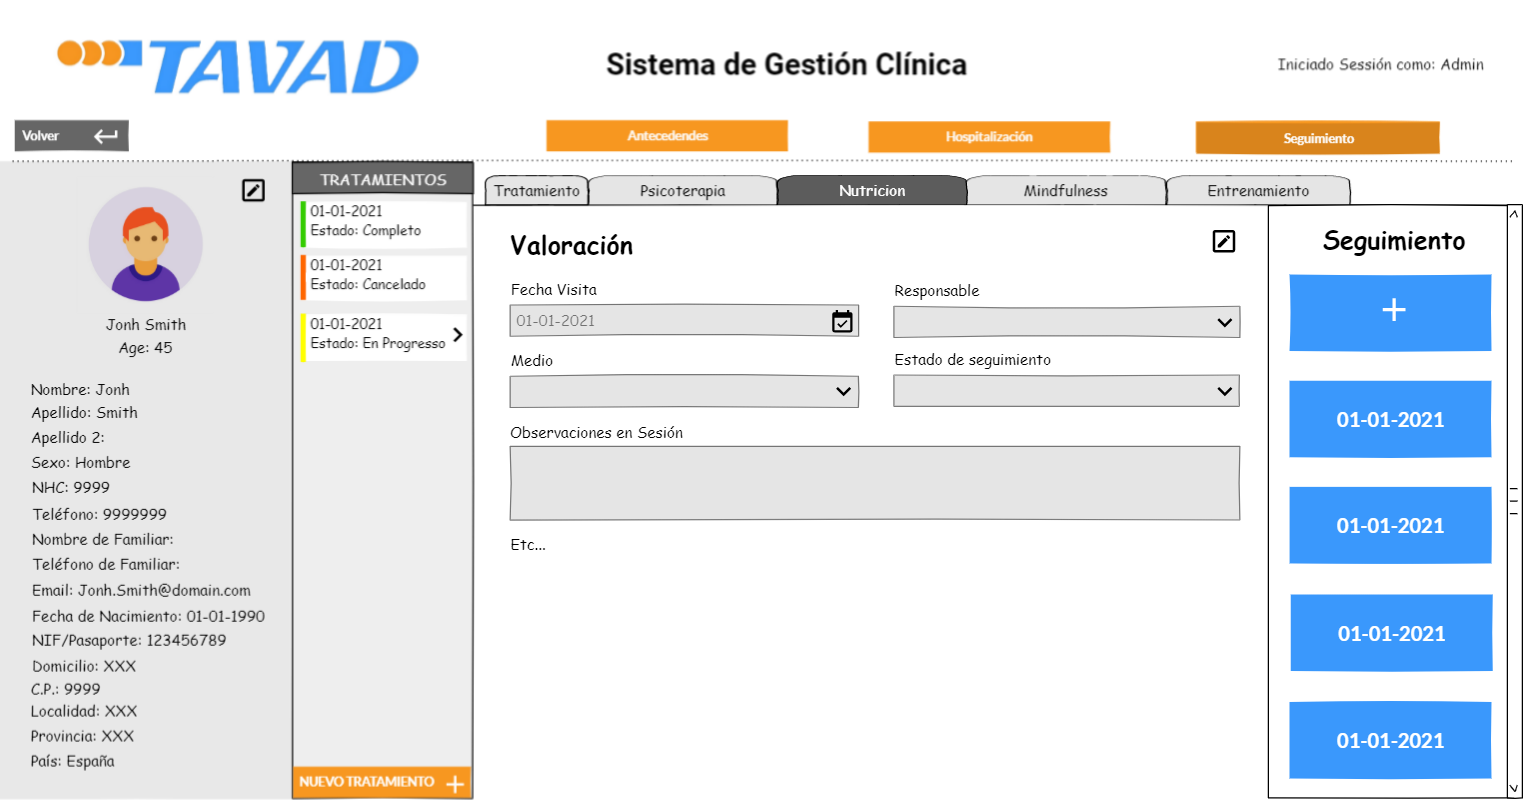 TAVAD
Sistema de Gestión Clínica
Iniciado Sessión como: Admin
Volver
Antecedendes
Hospitalización
Seguimiento
Jonh Smith
Age: 45
Nombre: Jonh
Apellido: Smith
Apellido 2:
Sexo: Hombre
NHC: 9999
Teléfono: 9999999
Nombre de Familiar:
Teléfono de Familiar:
Email: Jonh.Smith@domain.com
Fecha de Nacimiento: 01-01-1990
NIF/Pasaporte: 123456789
Domicilio: XXX
C.P.: 9999
Localidad: XXX
Provincia: XXX
País: España
TRATAMIENTOS
01-01-2021
Estado: Completo
01-01-2021
Estado: Cancelado
01-01-2021
Estado: En Progresso
NUEVO TRATAMIENTO +
Tratamiento
Psicoterapia
Nutricion
Mindfulness
Entrenamiento
Valoración
Fecha Visita
01-01-2021
Responsable
Medio
Estado de seguimiento
Observaciones en Sesión
Etc...
Seguimiento
+
01-01-2021
01-01-2021
01-01-2021
01-01-2021